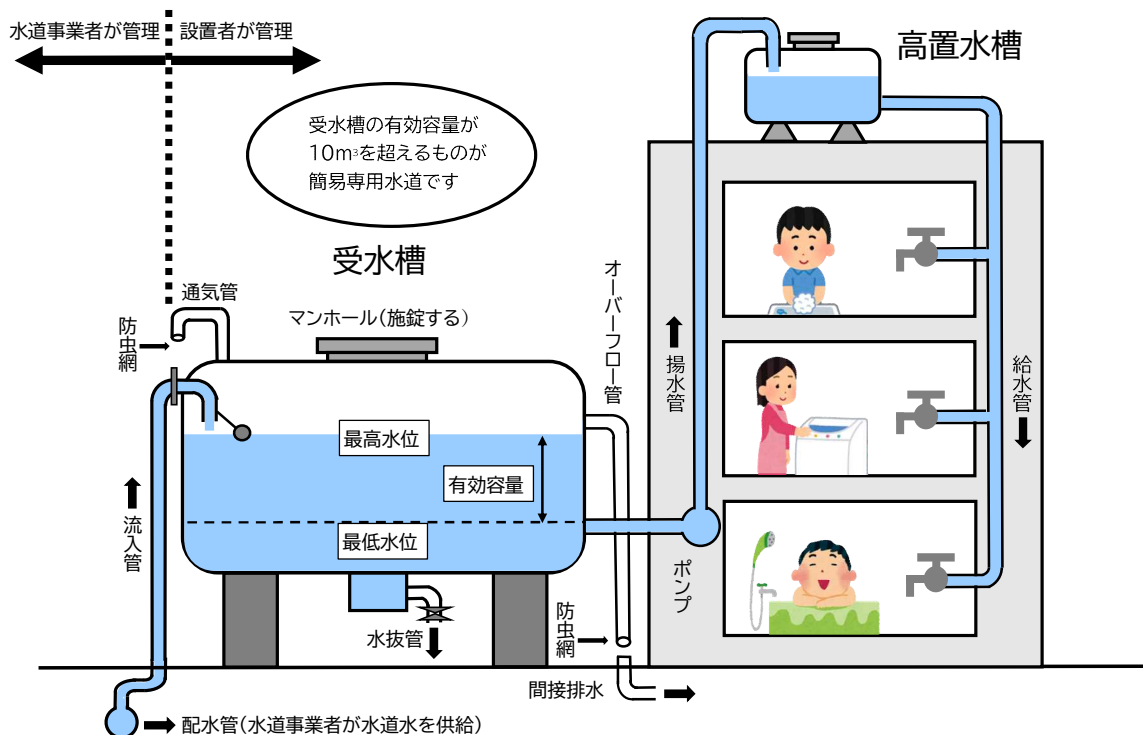 水道事業者が管理
設置者が管理
高置水槽
受水槽の有効容量が
10m³を超えるものが
簡易専用水道です
受水槽
通気管
防虫網
マンホール(施錠する)
オーバーフロー管
揚水管
給水管
最高水位
有効容量
最低水位
流入管
ポンプ
水抜管
防虫網
間接排水
配水管(水道事業者が水道水を供給)